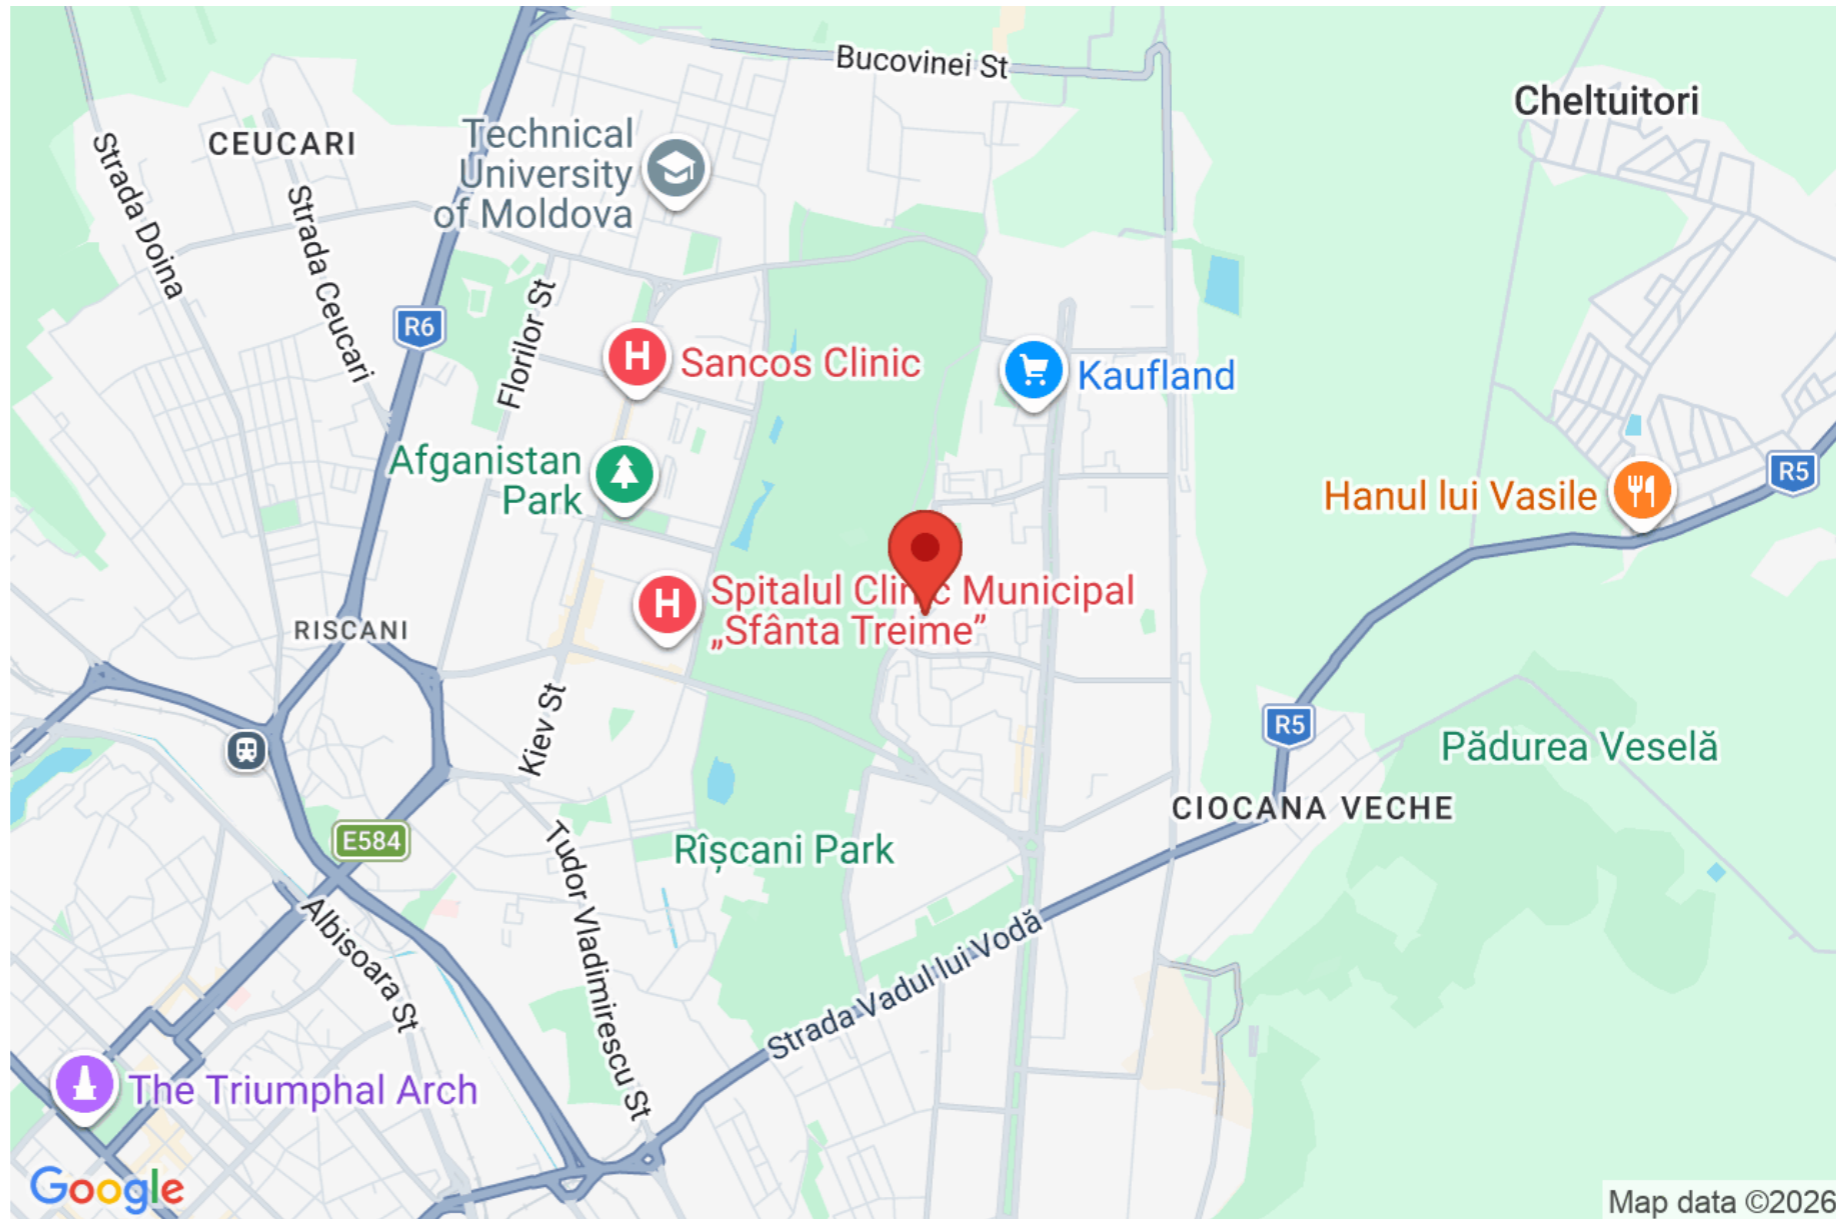 Bucovinei St
Cheltuitori
CEUCARI
Technical
University
of Moldova
Strada Doina
Strada Ceucari
Florilor St
R6
Sancos Clinic
Kaufland
Afganistan
Park
R5
Hanul lui Vasile
Spitalul Clinic Municipal
„Sfânta Treime”
RISCANI
Kiev St
R5
Pădurea Veselă
CIOCANA VECHE
E584
Rîșcani Park
Tudor Vladimirescu St
Albisoara St
Strada Vadul lui Vodă
The Triumphal Arch
Google
Map data ©2026